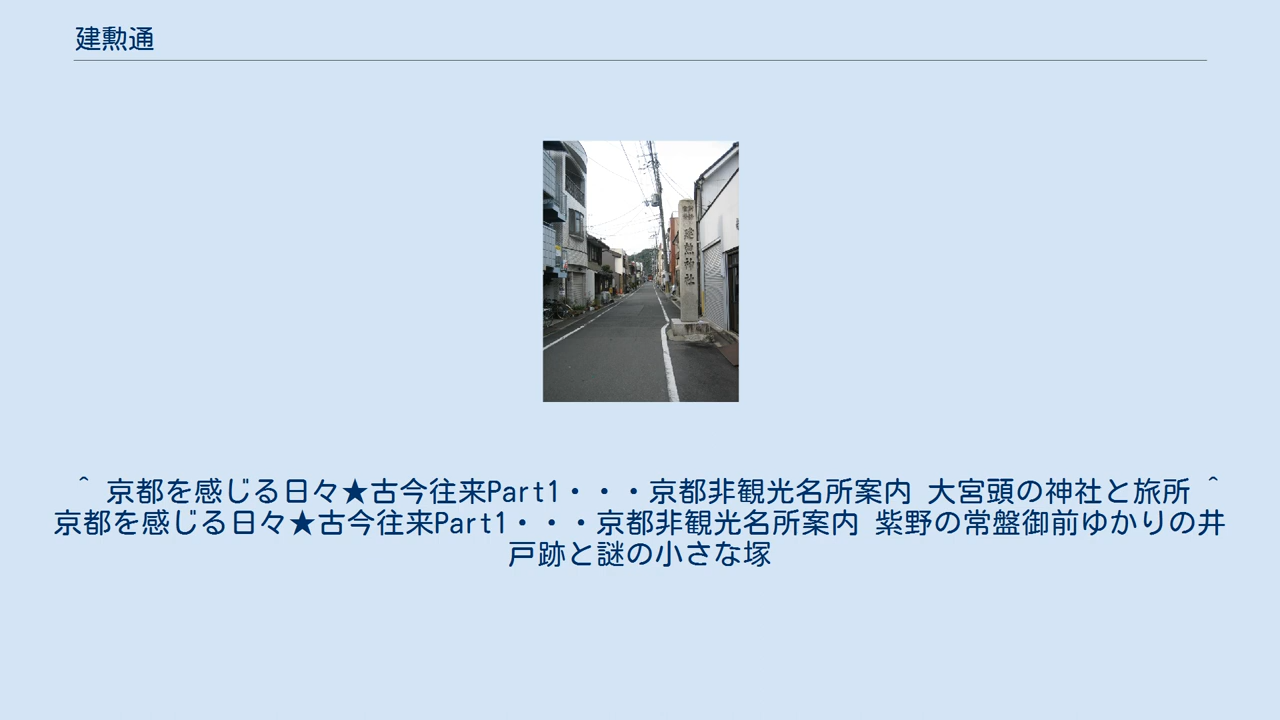 建勲通
建勲神社
＾ 京都を感じる日々★古今往来Part1・・・京都非観光名所案内 大宮頭の神社と旅所 ＾
京都を感じる日々★古今往来Part1・・・京都非観光名所案内 紫野の常盤御前ゆかりの井
戸跡と謎の小さな塚